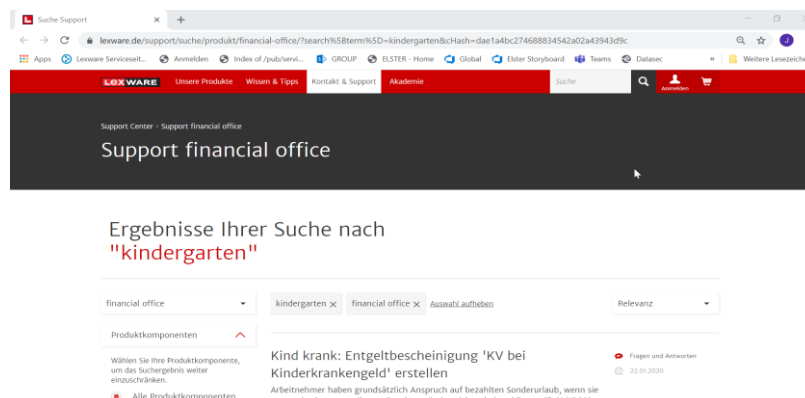 Suche Support
lexware.de/support/suche/produkt/financial-office/?search%5Bterm%5D=kindergarten&cHash=dae1a4bc274688834542a02a43943d9c
Apps Lexware Serviceseit... Anmelden Index of /pub/servi... GROUP ELSTER - Home Global Elster Storyboard Teams Datasec » Weitere Lesezeiche
LEXWARE Unsere Produkte Wissen & Tipps Kontakt & Support Akademie Suche Anmelden
Support Center › Support financial office
Support financial office
Ergebnisse Ihrer Suche nach
"kindergarten"
financial office kindergarten financial office Auswahl aufheben Relevanz
Produktkomponenten
Wählen Sie Ihre Produktkomponente,
um das Suchergebnis weiter
einzuschränken.
Alle Produktkomponenten
Kind krank: Entgeltbescheinigung 'KV bei
Kinderkrankengeld' erstellen
Arbeitnehmer haben grundsätzlich Anspruch auf bezahlten Sonderurlaub, wenn sie
Fragen und Antworten
22.01.2020